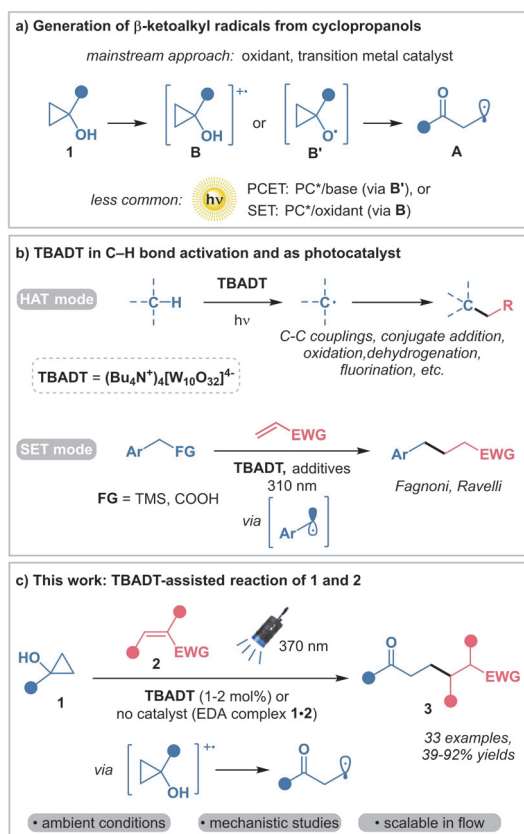 a) Generation of β-ketoalkyl radicals from cyclopropanols
mainstream approach: oxidant, transition metal catalyst
+•
O
OH
OH
or
O•
1
B
B'
A
less common:
hν
PCET: PC*/base (via B'), or
SET: PC*/oxidant (via B)
b) TBADT in C–H bond activation and as photocatalyst
HAT mode
C–H
TBADT
hν
C•
C
R
C-C couplings, conjugate addition,
oxidation,dehydrogenation,
fluorination, etc.
TBADT = (Bu₄N⁺)₄[W₁₀O₃₂]⁴⁻
SET mode
Ar
FG
EWG
TBADT, additives
310 nm
Ar
EWG
FG = TMS, COOH
via
Ar
Fagnoni, Ravelli
c) This work: TBADT-assisted reaction of 1 and 2
HO
1
EWG
2
370 nm
TBADT (1-2 mol%) or
no catalyst (EDA complex 1•2)
O
EWG
3
33 examples,
39-92% yields
via
OH
+•
O
• ambient conditions
• mechanistic studies
• scalable in flow